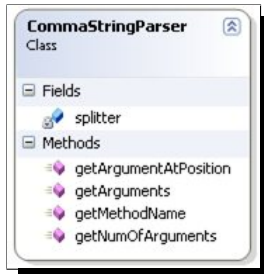 CommaStringParser
Class
Fields
splitter
Methods
getArgumentAtPosition
getArguments
getMethodName
getNumOfArguments